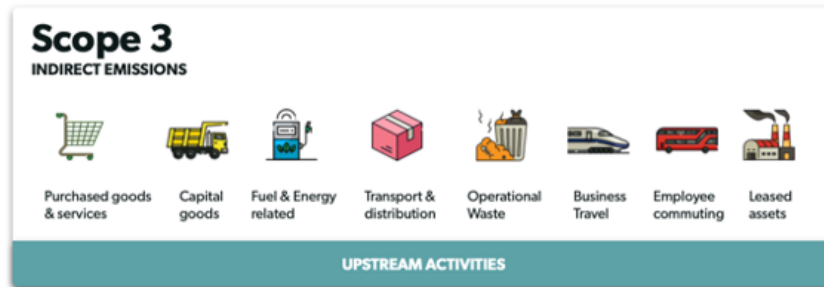 Scope 3
INDIRECT EMISSIONS
Purchased goods
& services
Capital
goods
Fuel & Energy
related
Transport &
distribution
Operational
Waste
Business
Travel
Employee
commuting
Leased
assets
UPSTREAM ACTIVITIES